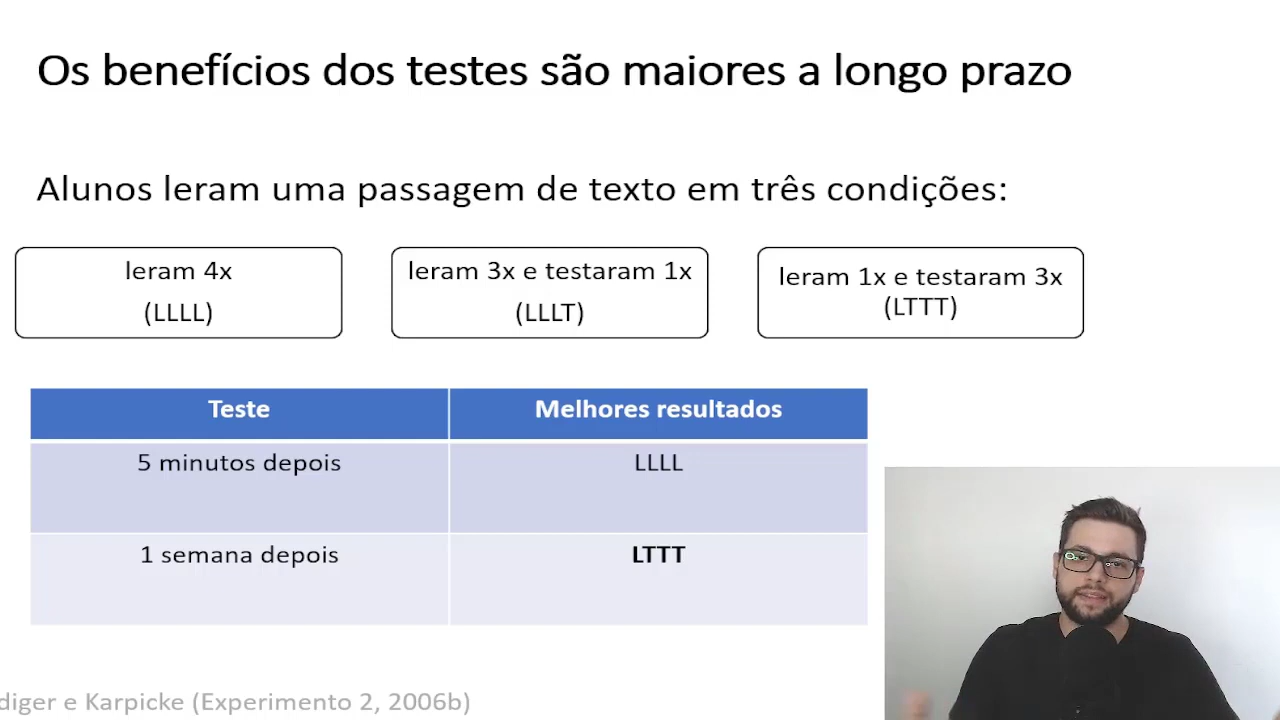 Os benefícios dos testes são maiores a longo prazo
Alunos leram uma passagem de texto em três condições:
leram 4x
(LLLL)
leram 3x e testaram 1x
(LLLT)
leram 1x e testaram 3x
(LTTT)
Teste Melhores resultados
5 minutos depois LLLL
1 semana depois LTTT
diger e Karpicke (Experimento 2, 2006b)